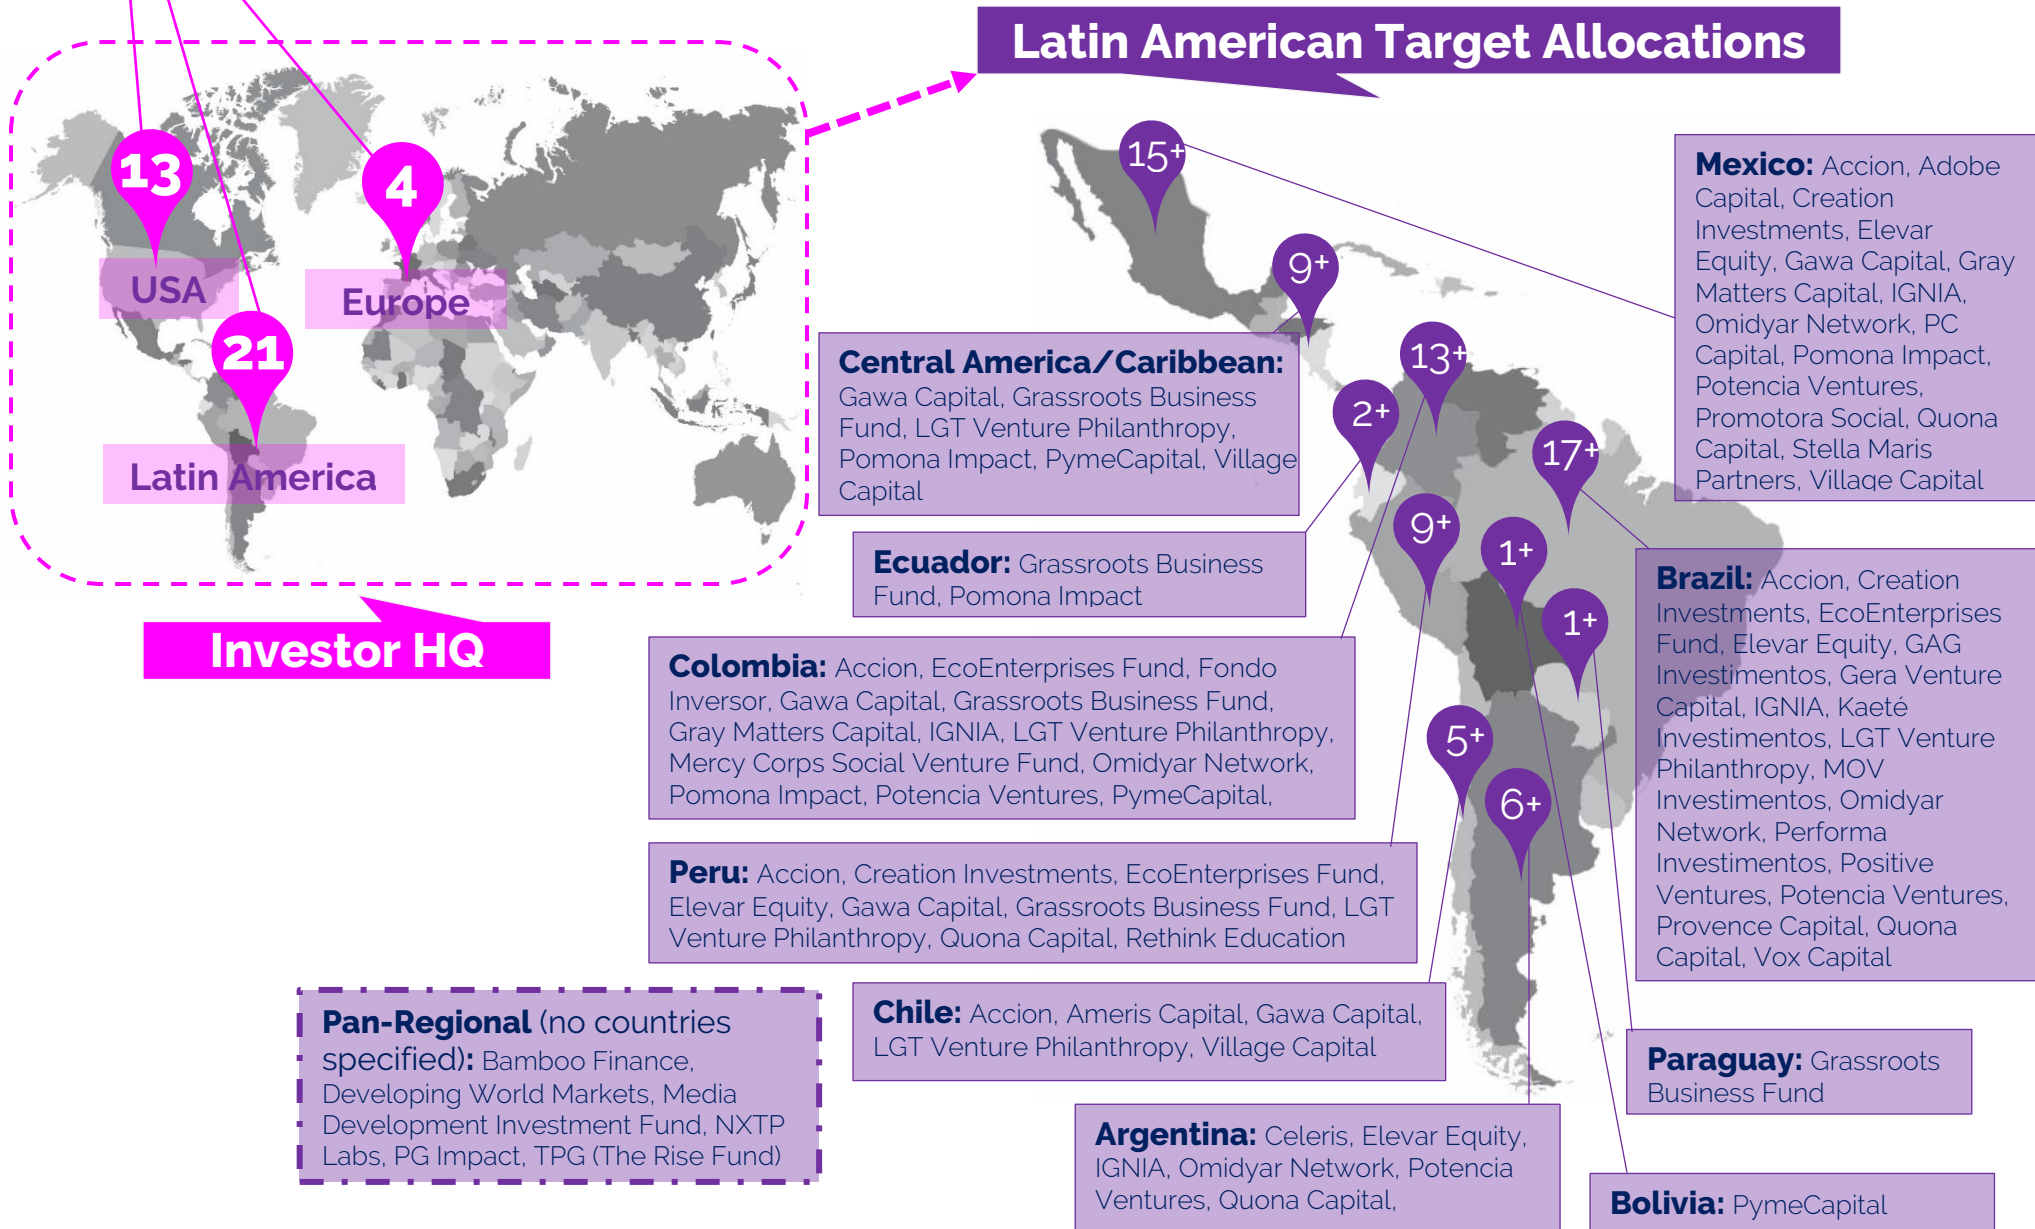 Latin American Target Allocations
13
4
21
USA
Europe
Latin America
Investor HQ
15+
9+
13+
2+
17+
9+
1+
1+
5+
6+
Mexico: Accion, Adobe
Capital, Creation
Investments, Elevar
Equity, Gawa Capital, Gray
Matters Capital, IGNIA,
Omidyar Network, PC
Capital, Pomona Impact,
Potencia Ventures,
Promotora Social, Quona
Capital, Stella Maris
Partners, Village Capital
Central America/Caribbean:
Gawa Capital, Grassroots Business
Fund, LGT Venture Philanthropy,
Pomona Impact, PymeCapital, Village
Capital
Ecuador: Grassroots Business
Fund, Pomona Impact
Brazil: Accion, Creation
Investments, EcoEnterprises
Fund, Elevar Equity, GAG
Investimentos, Gera Venture
Capital, IGNIA, Kaeté
Investimentos, LGT Venture
Philanthropy, MOV
Investimentos, Omidyar
Network, Performa
Investimentos, Positive
Ventures, Potencia Ventures,
Provence Capital, Quona
Capital, Vox Capital
Colombia: Accion, EcoEnterprises Fund, Fondo
Inversor, Gawa Capital, Grassroots Business Fund,
Gray Matters Capital, IGNIA, LGT Venture Philanthropy,
Mercy Corps Social Venture Fund, Omidyar Network,
Pomona Impact, Potencia Ventures, PymeCapital,
Peru: Accion, Creation Investments, EcoEnterprises Fund,
Elevar Equity, Gawa Capital, Grassroots Business Fund, LGT
Venture Philanthropy, Quona Capital, Rethink Education
Pan-Regional (no countries
specified): Bamboo Finance,
Developing World Markets, Media
Development Investment Fund, NXTP
Labs, PG Impact, TPG (The Rise Fund)
Chile: Accion, Ameris Capital, Gawa Capital,
LGT Venture Philanthropy, Village Capital
Paraguay: Grassroots
Business Fund
Argentina: Celeris, Elevar Equity,
IGNIA, Omidyar Network, Potencia
Ventures, Quona Capital,
Bolivia: PymeCapital